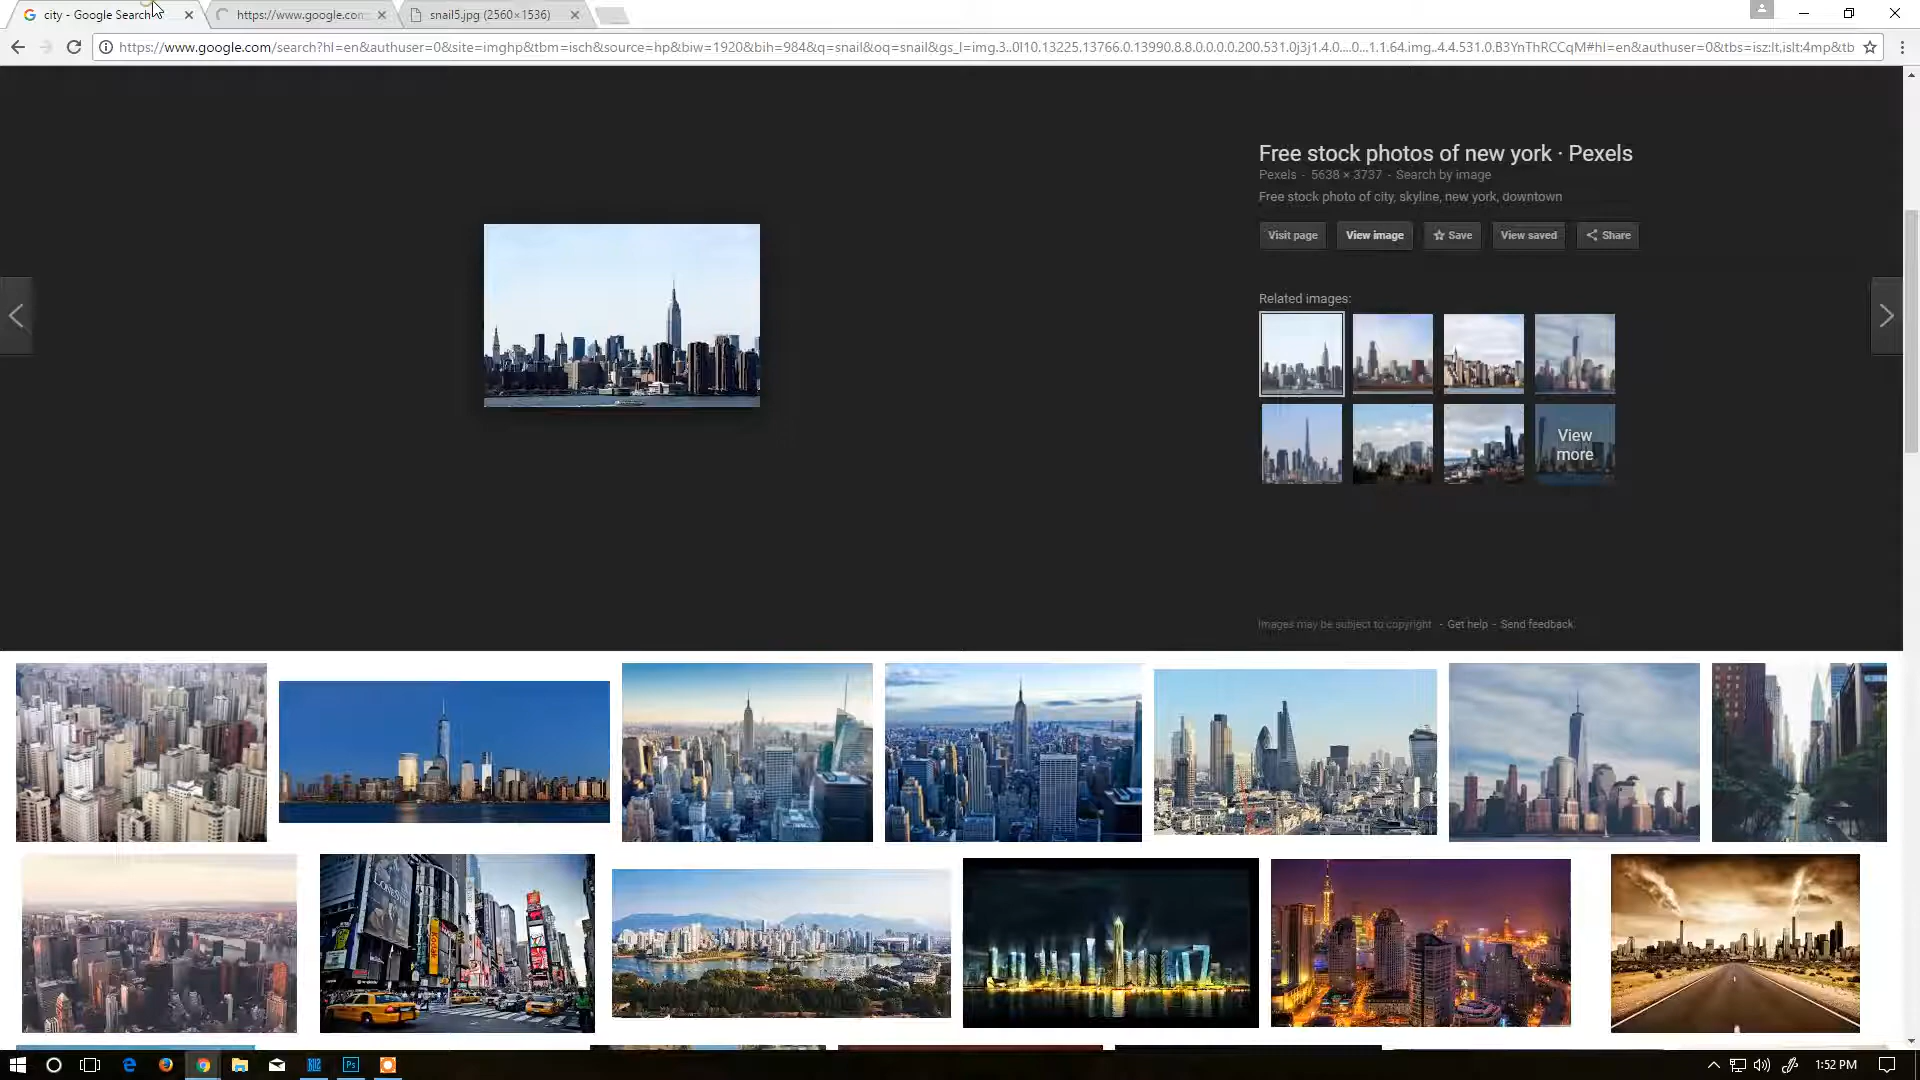 city - Google Search
https://www.google.com
snail5.jpg (2560×1536)
https://www.google.com/search?hl=en&authuser=0&site=imghp&tbm=isch&source=hp&biw=1920&bih=984&q=snail&oq=snail&gs_l=img.3..0l10.13225.13766.0.13990.8.8.0.0.0.0.200.531.0j3j1.4.0....0...1.1.64.img..4.4.531.0.B3YnThRCCqM#hl=en&authuser=0&tbs=isz:lt,islt:4mp&tb
Free stock photos of new york · Pexels
Pexels - 5638 × 3737 - Search by image
Free stock photo of city, skyline, new york, downtown
Visit page
View image
Save
View saved
Share
Related images:
View
more
Images may be subject to copyright - Get help - Send feedback
Ps
1:52 PM